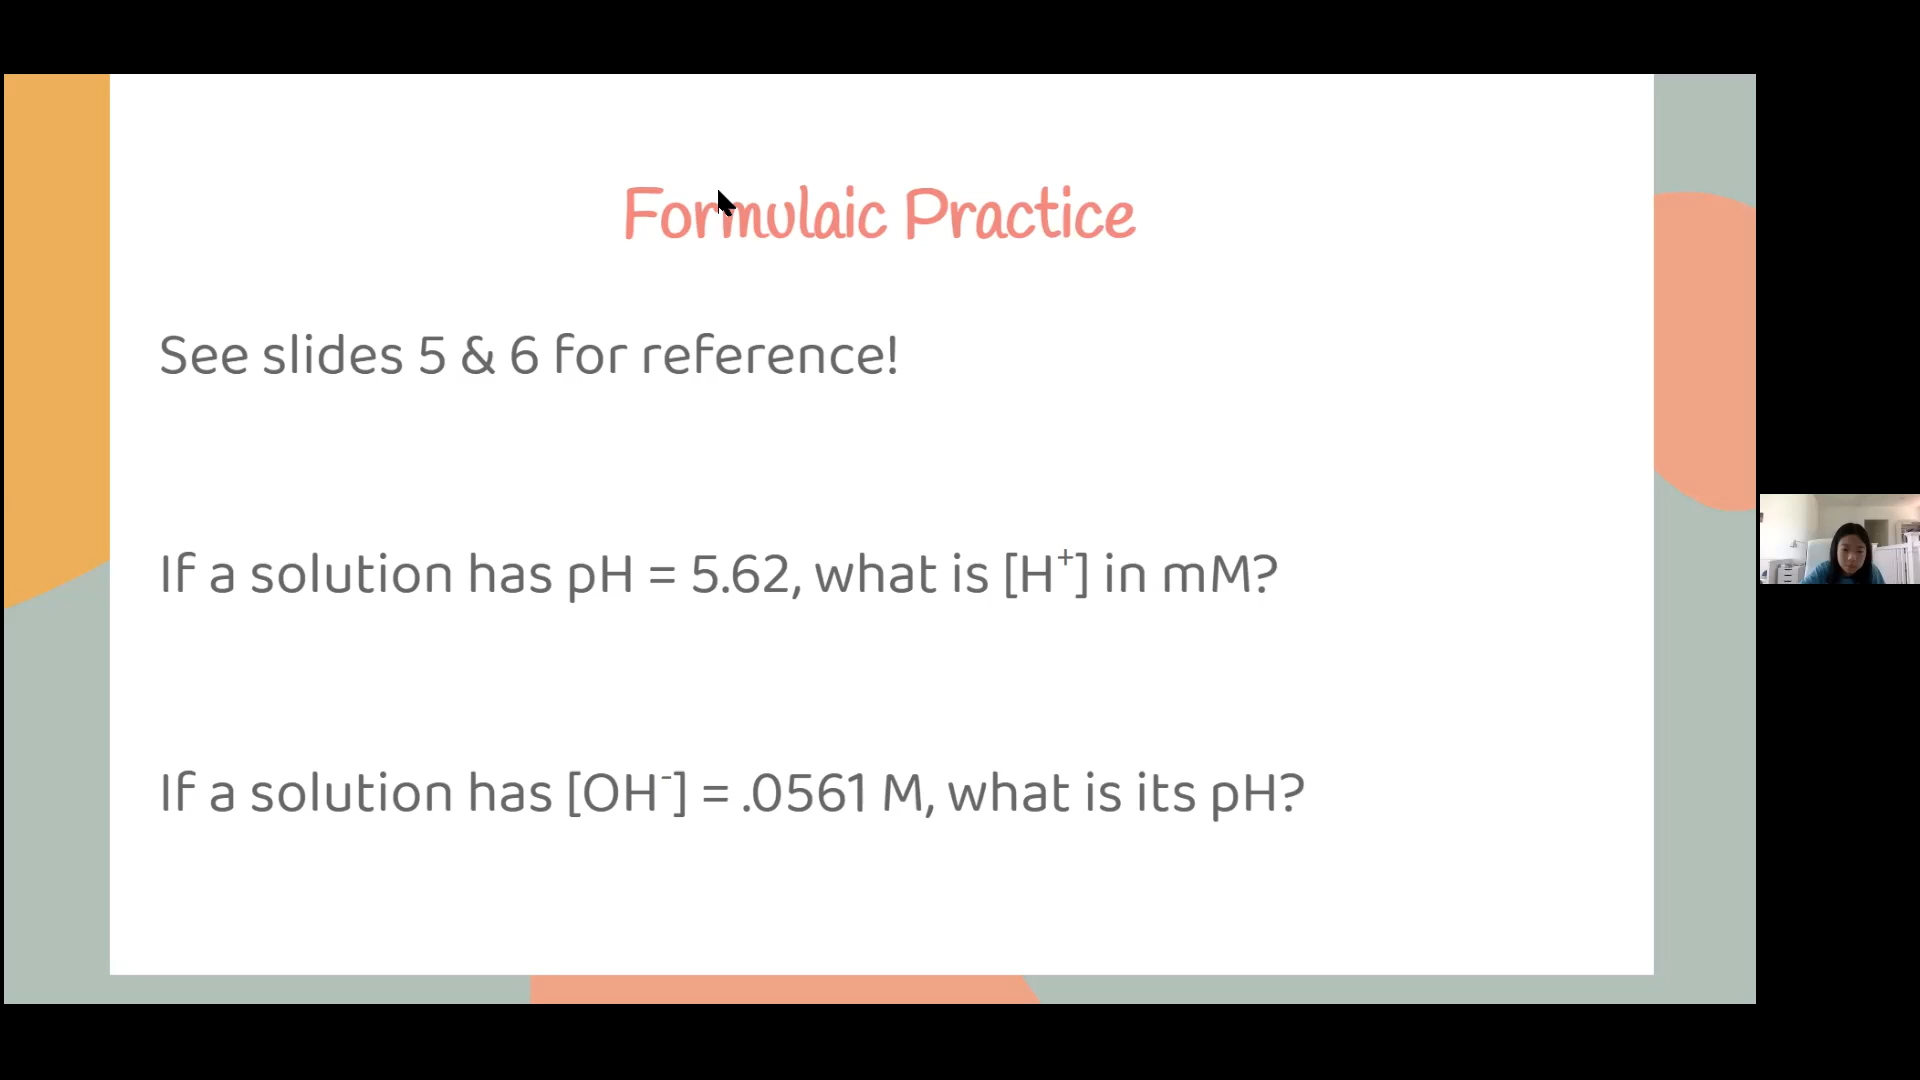 Formulaic Practice
See slides 5 & 6 for reference!
If a solution has pH = 5.62, what is [H⁺] in mM?
If a solution has [OH⁻] = .0561 M, what is its pH?